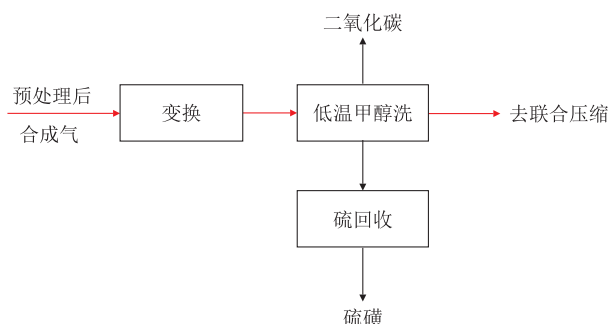 二氧化碳
预处理后
合成气
变换
低温甲醇洗
去联合压缩
硫回收
硫磺